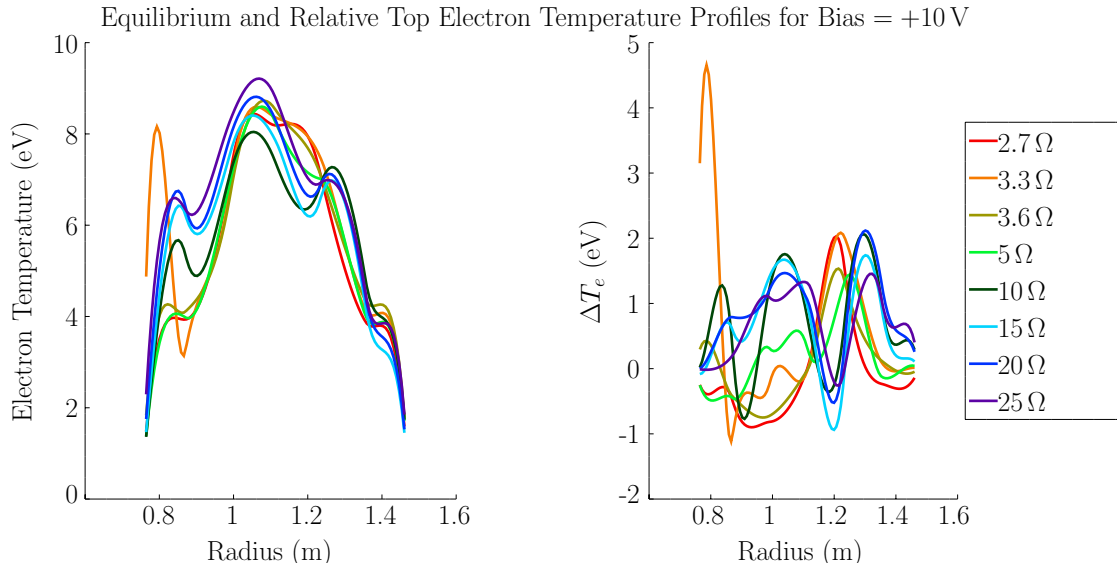 Equilibrium and Relative Top Electron Temperature Profiles for Bias = +10 V
Electron Temperature (eV)
10
8
6
4
2
0
0.8
1
1.2
1.4
1.6
Radius (m)
ΔTₑ (eV)
5
4
3
2
1
0
-1
-2
0.8
1
1.2
1.4
1.6
Radius (m)
2.7 Ω
3.3 Ω
3.6 Ω
5 Ω
10 Ω
15 Ω
20 Ω
25 Ω